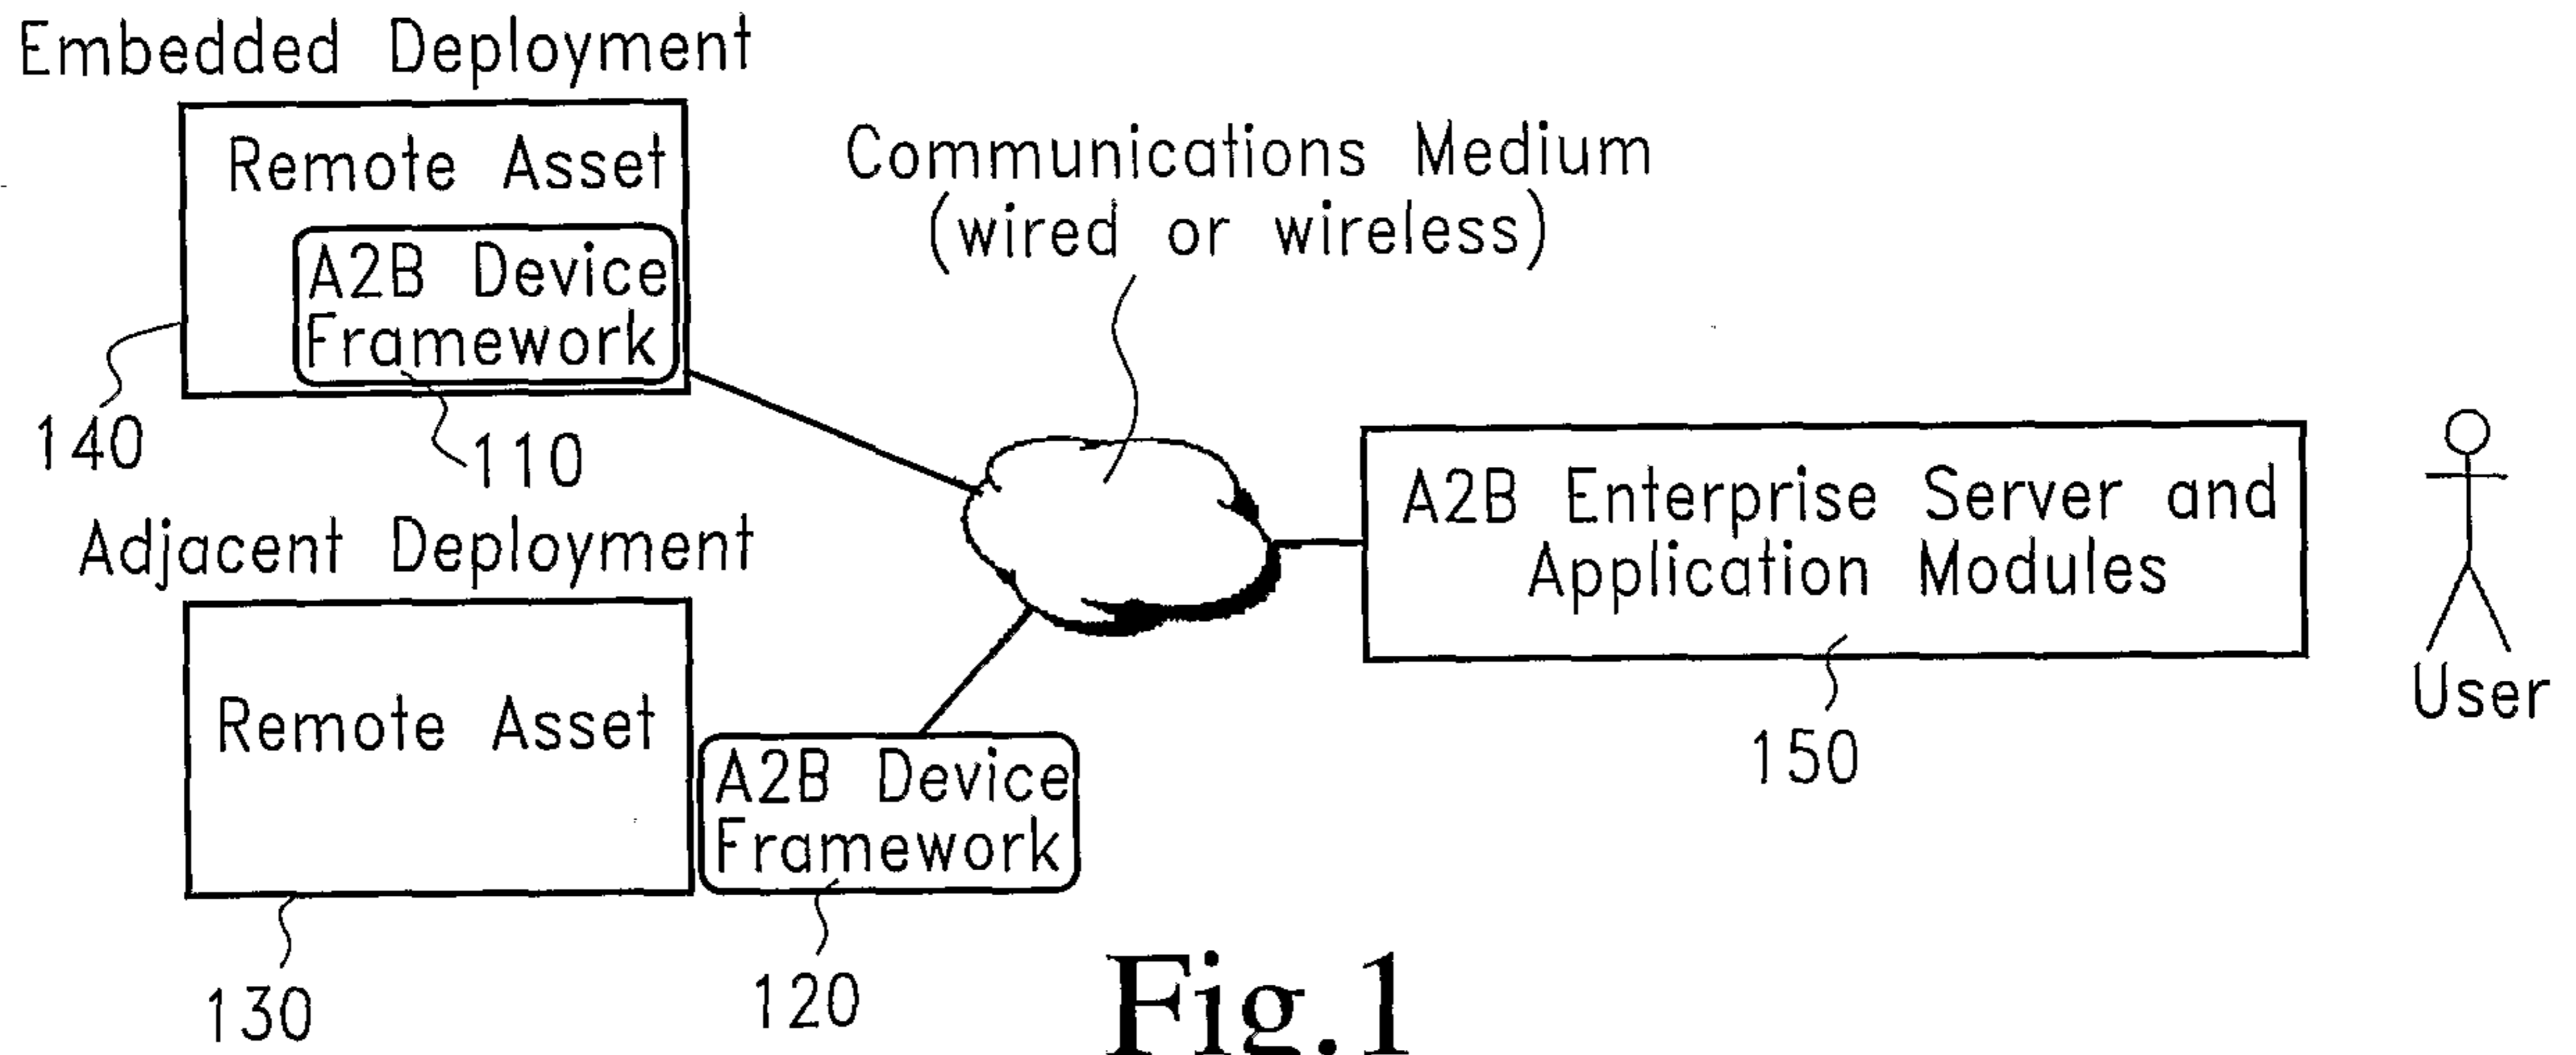 Embedded Deployment
Remote Asset
A2B Device
Framework
140
110
Communications Medium
(wired or wireless)
A2B Enterprise Server and
Application Modules
150
User
Adjacent Deployment
Remote Asset
A2B Device
Framework
130
120
Fig.1